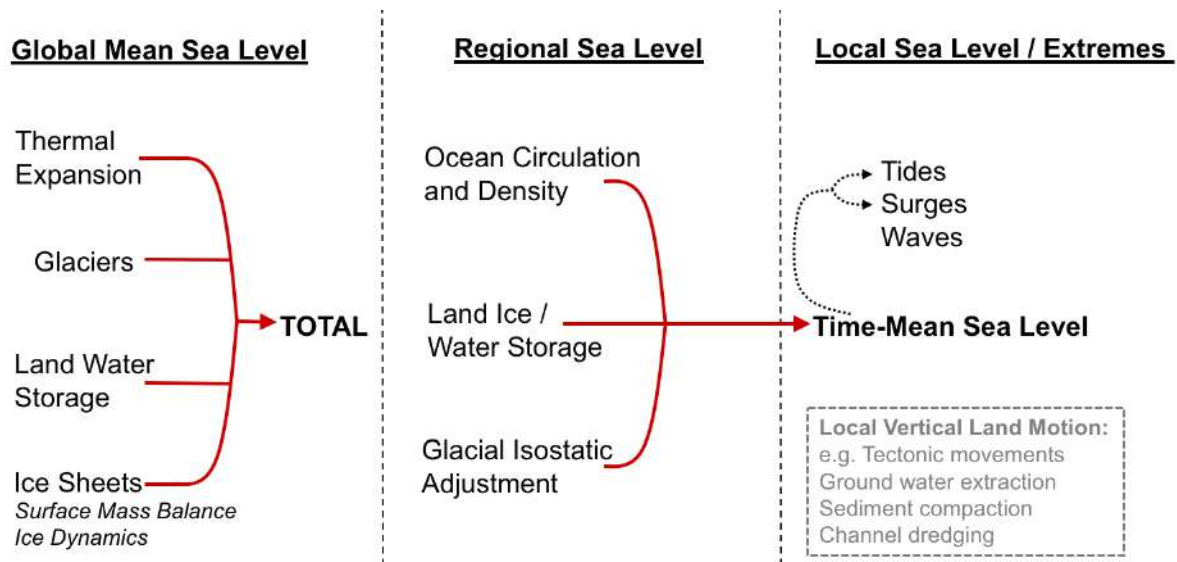 Global Mean Sea Level
Thermal
Expansion
Glaciers
Land Water
Storage
Ice Sheets
Surface Mass Balance
Ice Dynamics
TOTAL
Regional Sea Level
Ocean Circulation
and Density
Land Ice /
Water Storage
Glacial Isostatic
Adjustment
Local Sea Level / Extremes
Tides
Surges
Waves
Time-Mean Sea Level
Local Vertical Land Motion:
e.g. Tectonic movements
Ground water extraction
Sediment compaction
Channel dredging